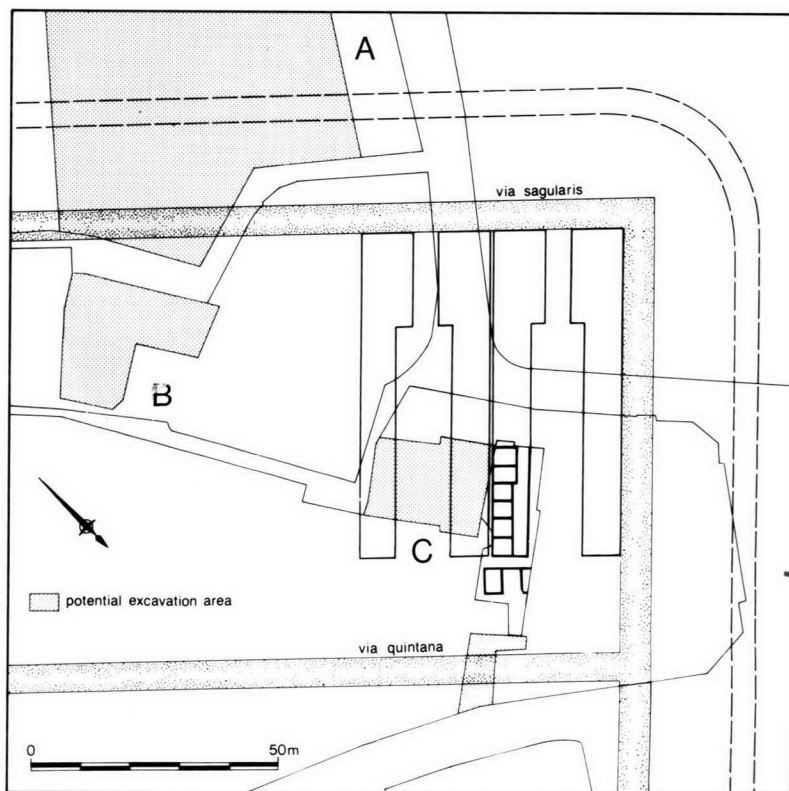 A
via sagularis
B
C
potential excavation area
via quintana
0 50m